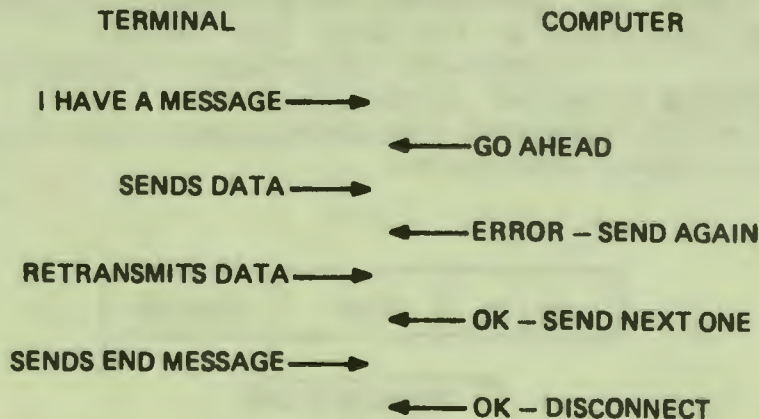 TERMINAL COMPUTER
I HAVE A MESSAGE
GO AHEAD
SENDS DATA
ERROR – SEND AGAIN
RETRANSMITS DATA
OK – SEND NEXT ONE
SENDS END MESSAGE
OK – DISCONNECT